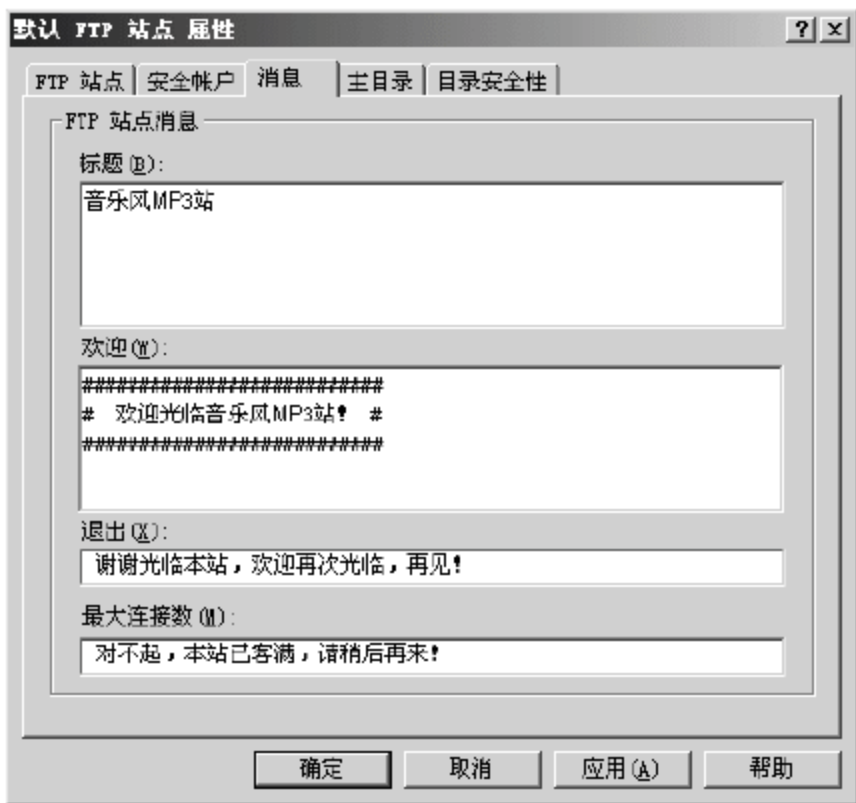 默认 FTP 站点 属性
FTP 站点 安全帐户 消息 主目录 目录安全性
FTP 站点消息
标题(B):
音乐风MP3站
欢迎(W):
##########################
# 欢迎光临音乐风MP3站! #
##########################
退出(X):
谢谢光临本站，欢迎再次光临，再见!
最大连接数(M):
对不起，本站已客满，请稍后再来!
确定 取消 应用(A) 帮助